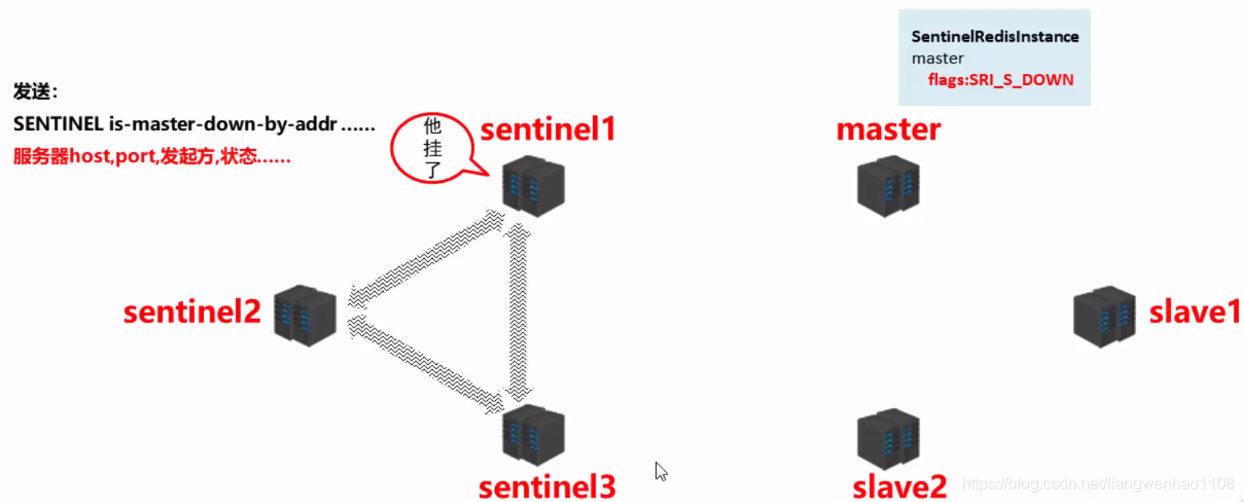 SentinelRedisInstance
master
flags:SRI_S_DOWN
发送：
SENTINEL is-master-down-by-addr ……
服务器host,port,发起方,状态……
他
挂
了
sentinel1
master
sentinel2
slave1
sentinel3
slave2
https://blog.csdn.net/liangwenhao1108